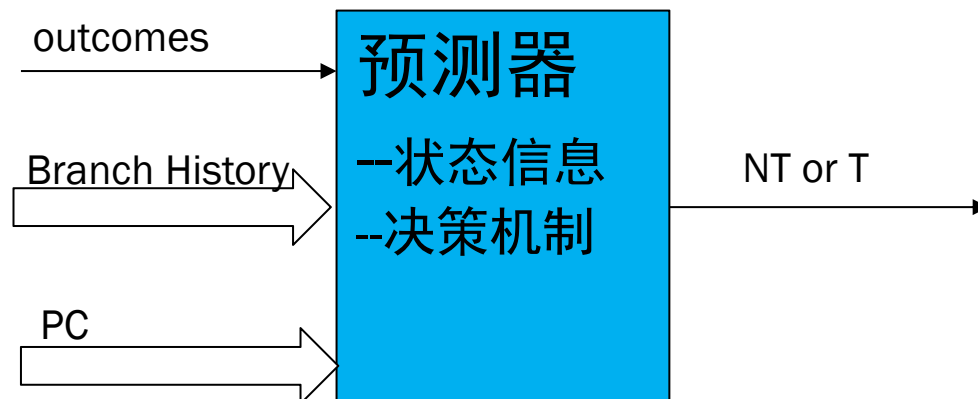 outcomes
预测器
--状态信息
Branch History
NT or T
--决策机制
PC